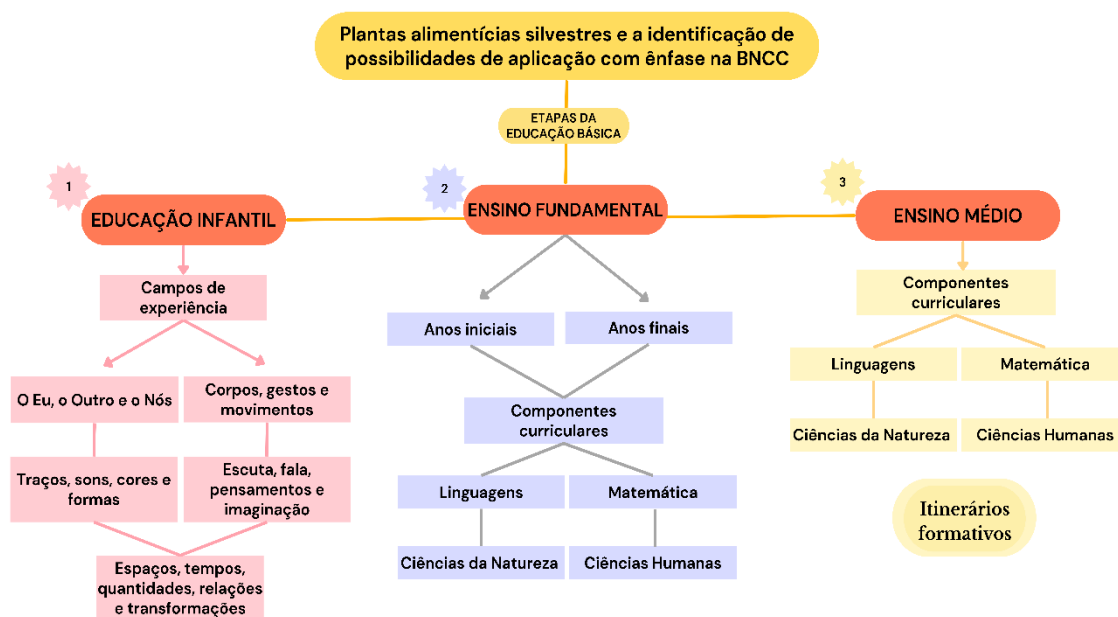 Plantas alimentícias silvestres e a identificação de
possibilidades de aplicação com ênfase na BNCC
ETAPAS DA
EDUCAÇÃO BÁSICA
1
EDUCAÇÃO INFANTIL
2
ENSINO FUNDAMENTAL
3
ENSINO MÉDIO
Campos de
experiência
O Eu, o Outro e o Nós
Corpos, gestos e
movimentos
Traços, sons, cores e
formas
Escuta, fala,
pensamentos e
imaginação
Espaços, tempos,
quantidades, relações
e transformações
Anos iniciais
Anos finais
Componentes
curriculares
Linguagens
Matemática
Ciências da Natureza
Ciências Humanas
Componentes
curriculares
Linguagens
Matemática
Ciências da Natureza
Ciências Humanas
Itinerários
formativos